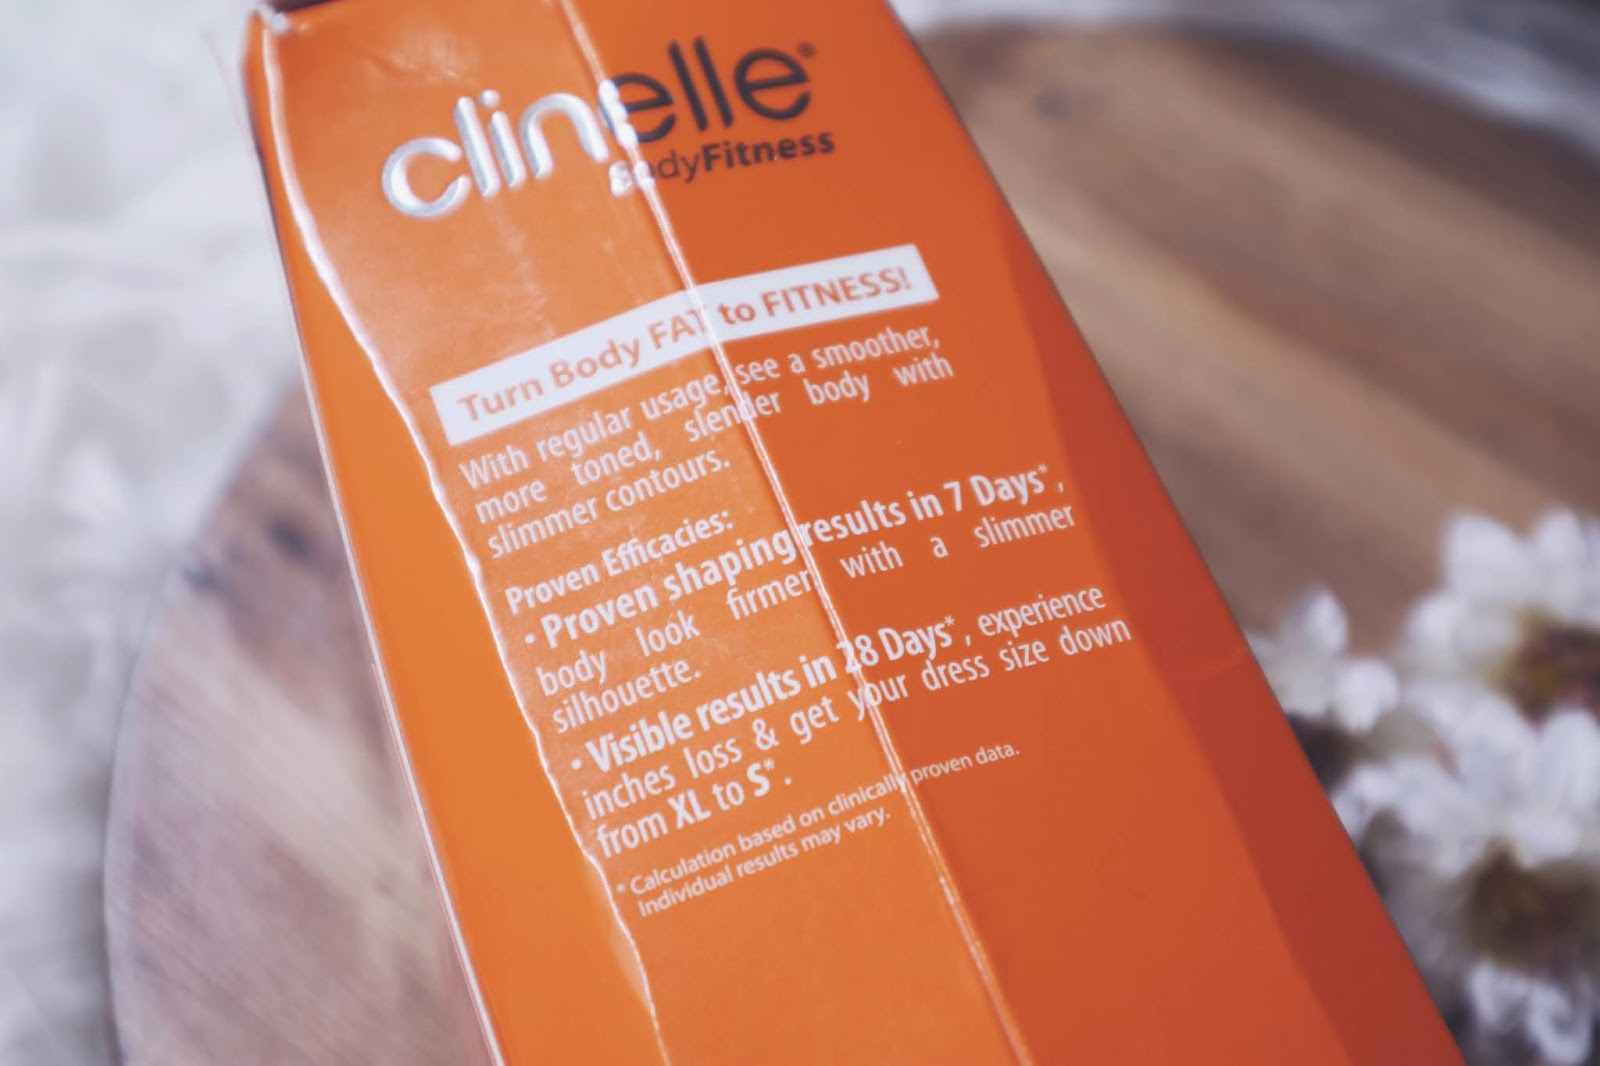 clinelle®
BodyFitness
Turn Body FAT to FITNESS!
With regular usage, see a smoother,
more toned, slender body with
slimmer contours.
Proven Efficacies:
• Proven shaping results in 7 Days*,
body look firmer with a slimmer
silhouette.
• Visible results in 28 Days*, experience
inches loss & get your dress size down
from XL to S*.
* Calculation based on clinically proven data.
Individual results may vary.